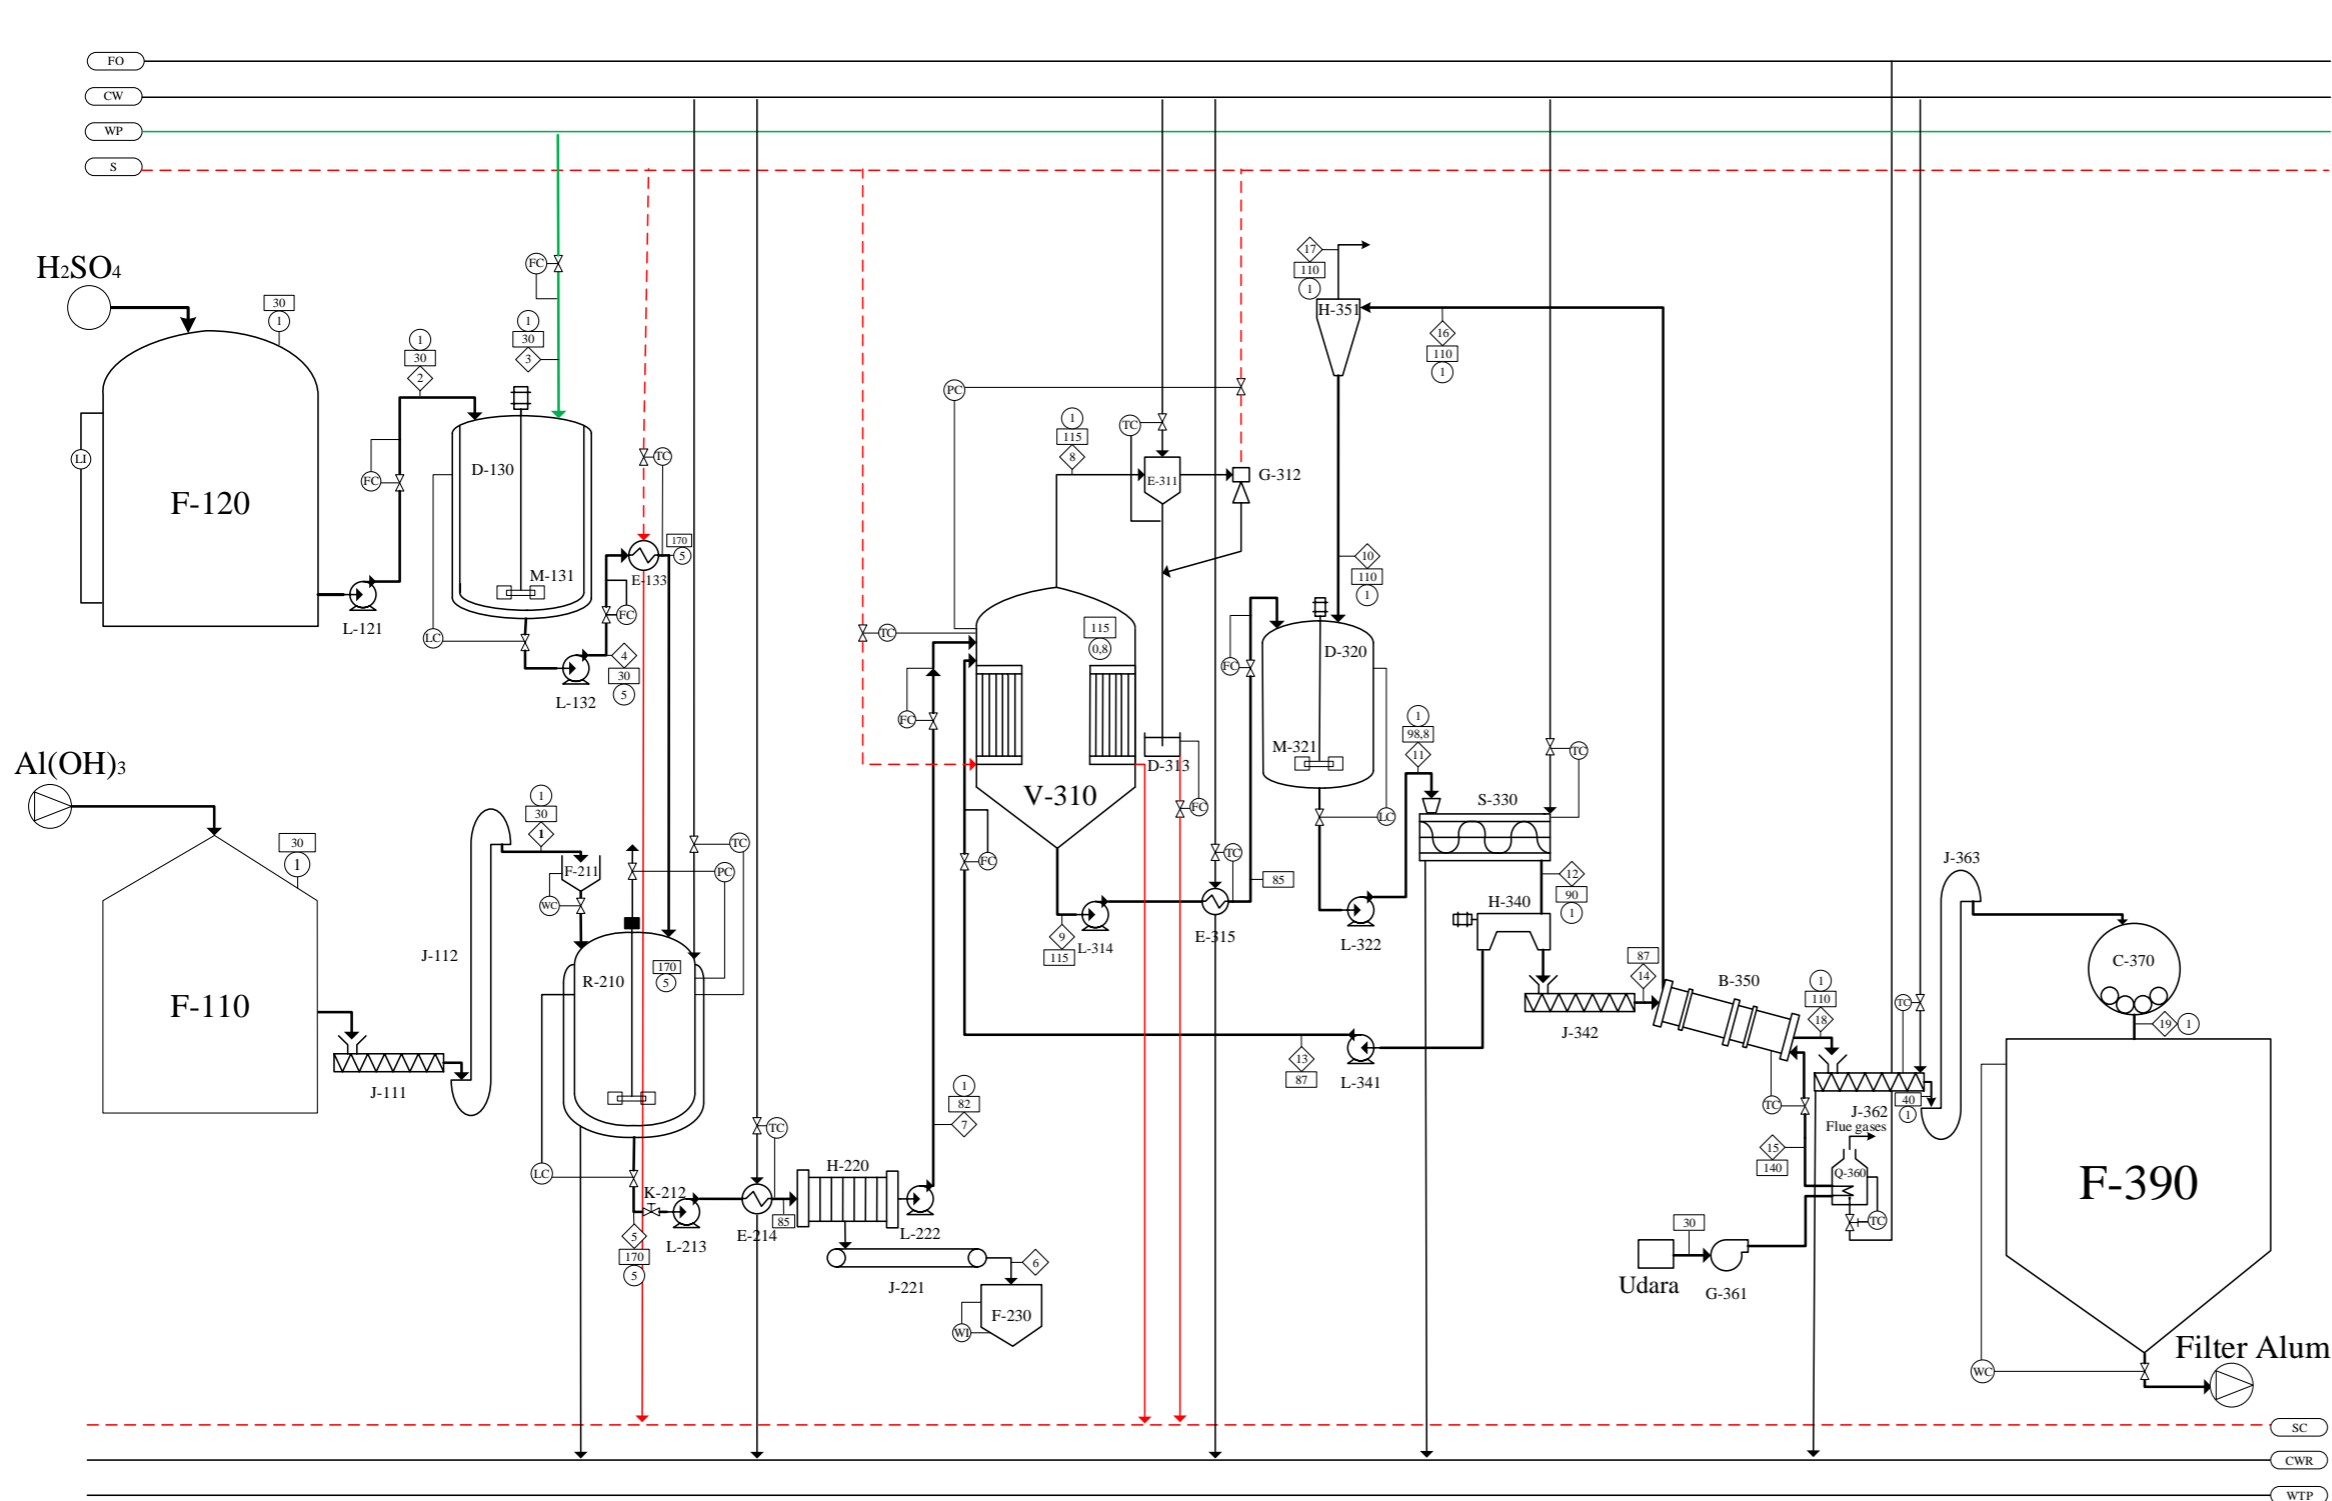 FO
CW
WP
S
H2SO4
30
1
LI
F-120
L-121
FC
1
30
2
FC
1
30
3
D-130
M-131
LC
L-132
4
30
5
FC
TC
E-133
170
5
Al(OH)3
30
1
F-110
J-111
J-112
1
30
1
F-211
WC
PC
TC
R-210
170
5
LC
K-212
5
170
5
L-213
TC
E-214
85
H-220
L-222
J-221
6
F-230
WI
1
82
7
FC
TC
PC
1
115
8
TC
E-311
G-312
115
0,8
V-310
D-313
FC
FC
9
115
L-314
TC
E-315
85
FC
17
110
1
H-351
16
110
1
10
110
1
D-320
M-321
LC
L-322
1
98,8
11
S-330
TC
12
90
1
H-340
L-341
13
87
J-342
87
14
B-350
1
110
18
TC
15
140
Udara
30
G-361
Flue gases
Q-360
TC
J-362
TC
40
1
J-363
C-370
19
1
F-390
WC
Filter Alum
SC
CWR
WTP